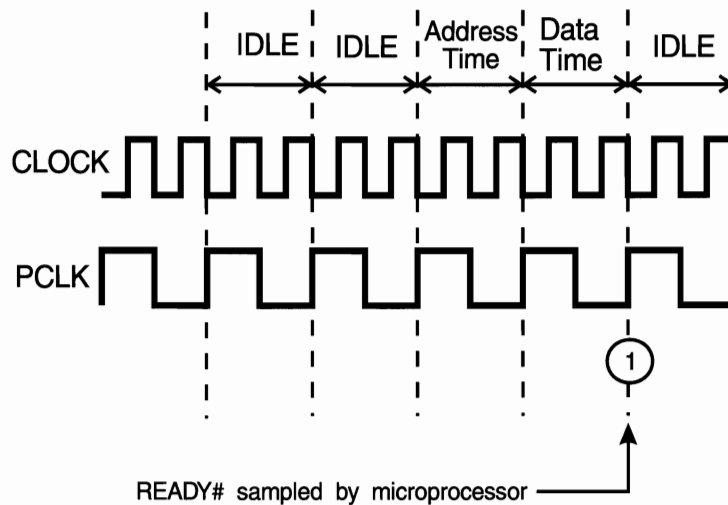 IDLE
IDLE
Address
Time
Data
Time
IDLE
CLOCK
PCLK
1
READY# sampled by microprocessor